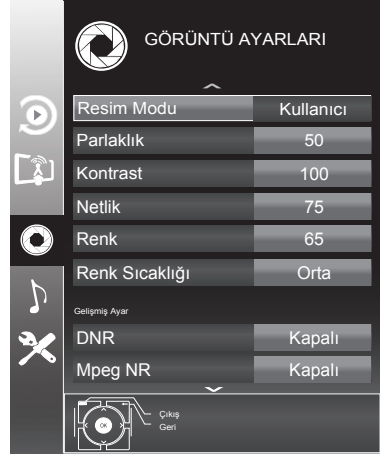 GÖRÜNTÜ AYARLARI
Resim Modu Kullanıcı
Parlaklık 50
Kontrast 100
Netlik 75
Renk 65
Renk Sıcaklığı Orta
Gelişmiş Ayar
DNR Kapalı
Mpeg NR Kapalı
Çıkış
OK Geri